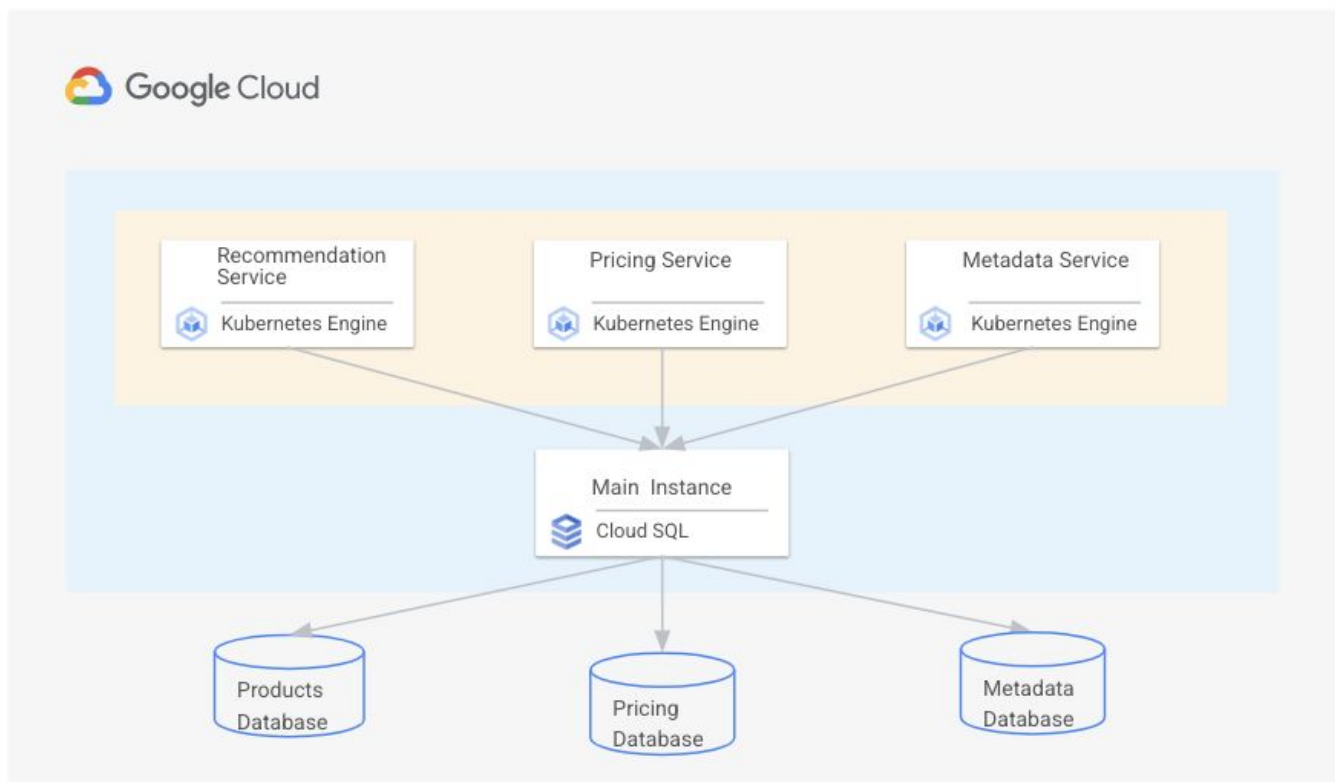 Google Cloud
Recommendation
Service
Kubernetes Engine
Pricing Service
Kubernetes Engine
Metadata Service
Kubernetes Engine
Main Instance
Cloud SQL
Products
Database
Pricing
Database
Metadata
Database